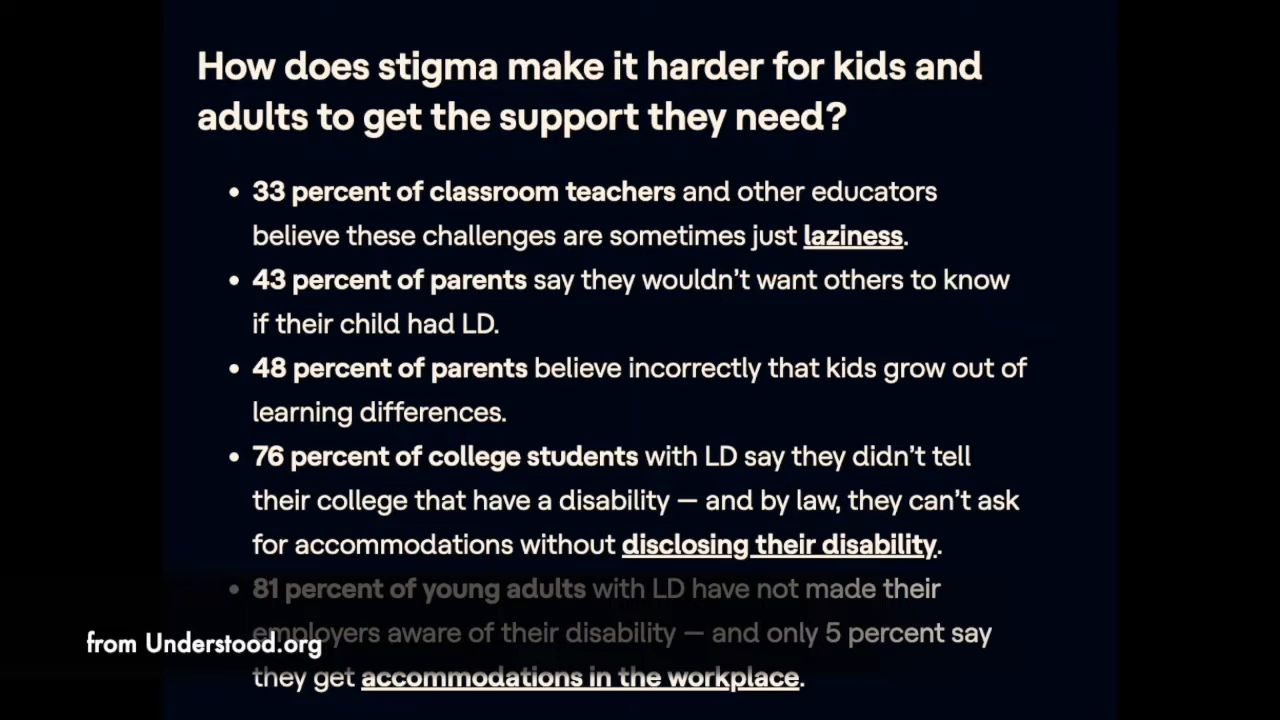 How does stigma make it harder for kids and
adults to get the support they need?
• 33 percent of classroom teachers and other educators
believe these challenges are sometimes just laziness.
• 43 percent of parents say they wouldn’t want others to know
if their child had LD.
• 48 percent of parents believe incorrectly that kids grow out of
learning differences.
• 76 percent of college students with LD say they didn’t tell
their college that have a disability — and by law, they can’t ask
for accommodations without disclosing their disability.
• 81 percent of young adults with LD have not made their
employers aware of their disability — and only 5 percent say
from Understood.org
they get accommodations in the workplace.